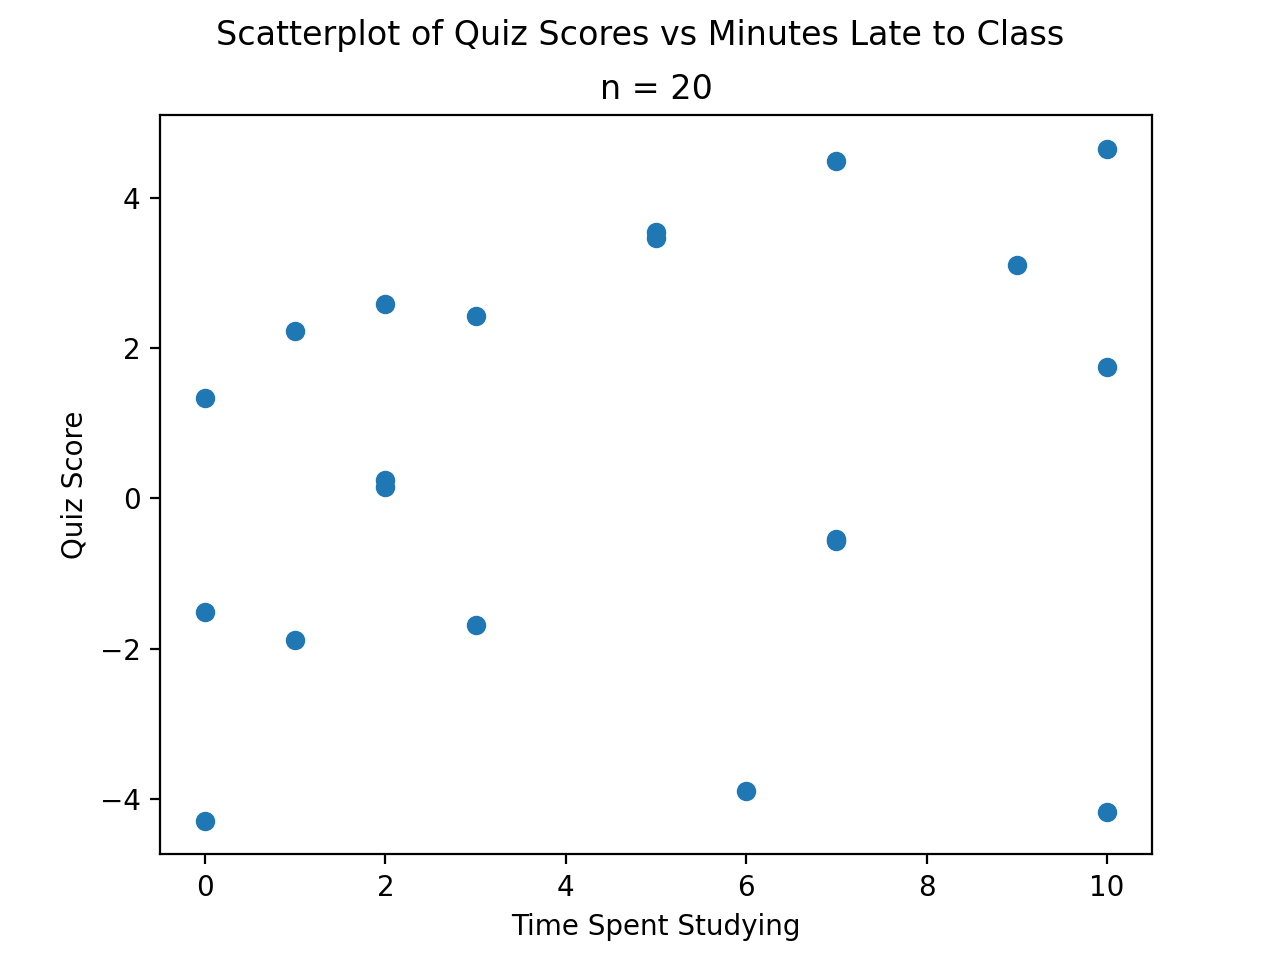 Scatterplot of Quiz Scores vs Minutes Late to Class
n = 20
4
2
0
−2
−4
Quiz Score
0 2 4 6 8 10
Time Spent Studying